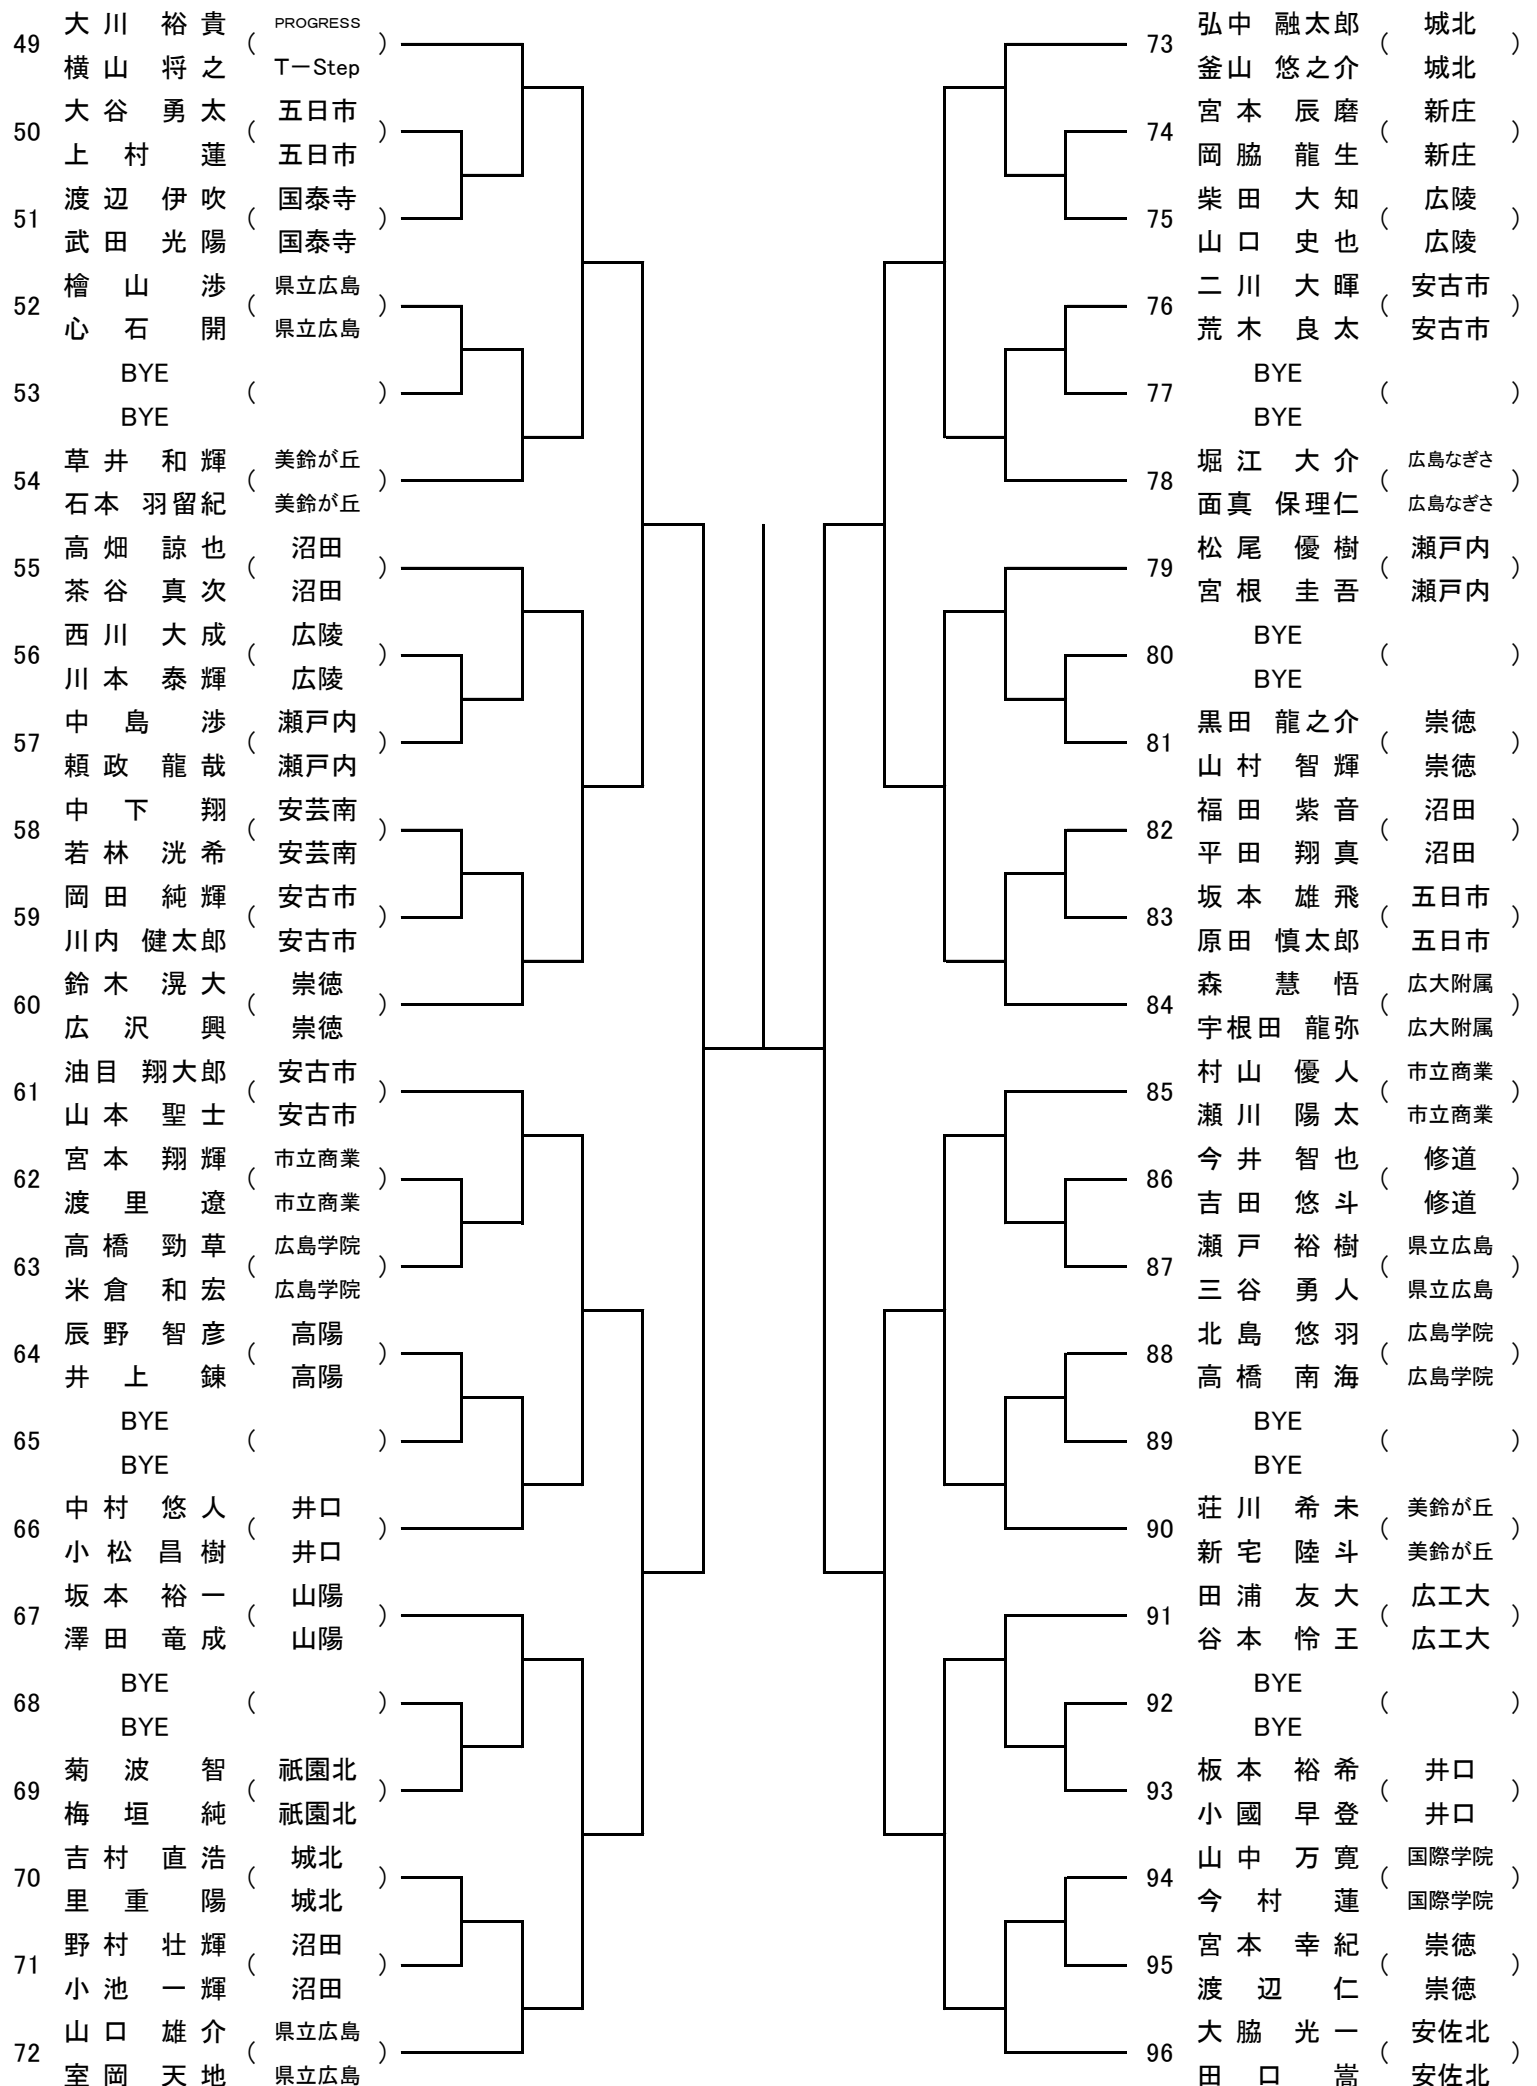 49 大川 裕貴 ( PROGRESS )
横山 将之 T－Step
50 大谷 勇太 ( 五日市 )
上村 蓮 五日市
51 渡辺 伊吹 ( 国泰寺 )
武田 光陽 国泰寺
52 檜山 渉 ( 県立広島 )
心石 開 県立広島
53 BYE ( )
BYE
54 草井 和輝 ( 美鈴が丘 )
石本 羽留紀 美鈴が丘
55 高畑 諒也 ( 沼田 )
茶谷 真次 沼田
56 西川 大成 ( 広陵 )
川本 泰輝 広陵
57 中島 渉 ( 瀬戸内 )
頼政 龍哉 瀬戸内
58 中下 翔 ( 安芸南 )
若林 洸希 安芸南
59 岡田 純輝 ( 安古市 )
川内 健太郎 安古市
60 鈴木 滉大 ( 崇徳 )
広沢 興 崇徳
61 油目 翔大郎 ( 安古市 )
山本 聖士 安古市
62 宮本 翔輝 ( 市立商業 )
渡里 遼 市立商業
63 高橋 勁草 ( 広島学院 )
米倉 和宏 広島学院
64 辰野 智彦 ( 高陽 )
井上 錬 高陽
65 BYE ( )
BYE
66 中村 悠人 ( 井口 )
小松 昌樹 井口
67 坂本 裕一 ( 山陽 )
澤田 竜成 山陽
68 BYE ( )
BYE
69 菊波 智 ( 祇園北 )
梅垣 純 祇園北
70 吉村 直浩 ( 城北 )
里重 陽 城北
71 野村 壮輝 ( 沼田 )
小池 一輝 沼田
72 山口 雄介 ( 県立広島 )
室岡 天地 県立広島
73 弘中 融太郎 ( 城北 )
釜山 悠之介 城北
74 宮本 辰磨 ( 新庄 )
岡脇 龍生 新庄
75 柴田 大知 ( 広陵 )
山口 史也 広陵
76 二川 大暉 ( 安古市 )
荒木 良太 安古市
77 BYE ( )
BYE
78 堀江 大介 ( 広島なぎさ )
面真 保理仁 広島なぎさ
79 松尾 優樹 ( 瀬戸内 )
宮根 圭吾 瀬戸内
80 BYE ( )
BYE
81 黒田 龍之介 ( 崇徳 )
山村 智輝 崇徳
82 福田 紫音 ( 沼田 )
平田 翔真 沼田
83 坂本 雄飛 ( 五日市 )
原田 慎太郎 五日市
84 森 慧悟 ( 広大附属 )
宇根田 龍弥 広大附属
85 村山 優人 ( 市立商業 )
瀬川 陽太 市立商業
86 今井 智也 ( 修道 )
吉田 悠斗 修道
87 瀬戸 裕樹 ( 県立広島 )
三谷 勇人 県立広島
88 北島 悠羽 ( 広島学院 )
高橋 南海 広島学院
89 BYE ( )
BYE
90 荘川 希未 ( 美鈴が丘 )
新宅 陸斗 美鈴が丘
91 田浦 友大 ( 広工大 )
谷本 怜王 広工大
92 BYE ( )
BYE
93 板本 裕希 ( 井口 )
小國 早登 井口
94 山中 万寛 ( 国際学院 )
今村 蓮 国際学院
95 宮本 幸紀 ( 崇徳 )
渡辺 仁 崇徳
96 大脇 光一 ( 安佐北 )
田口 嵩 安佐北